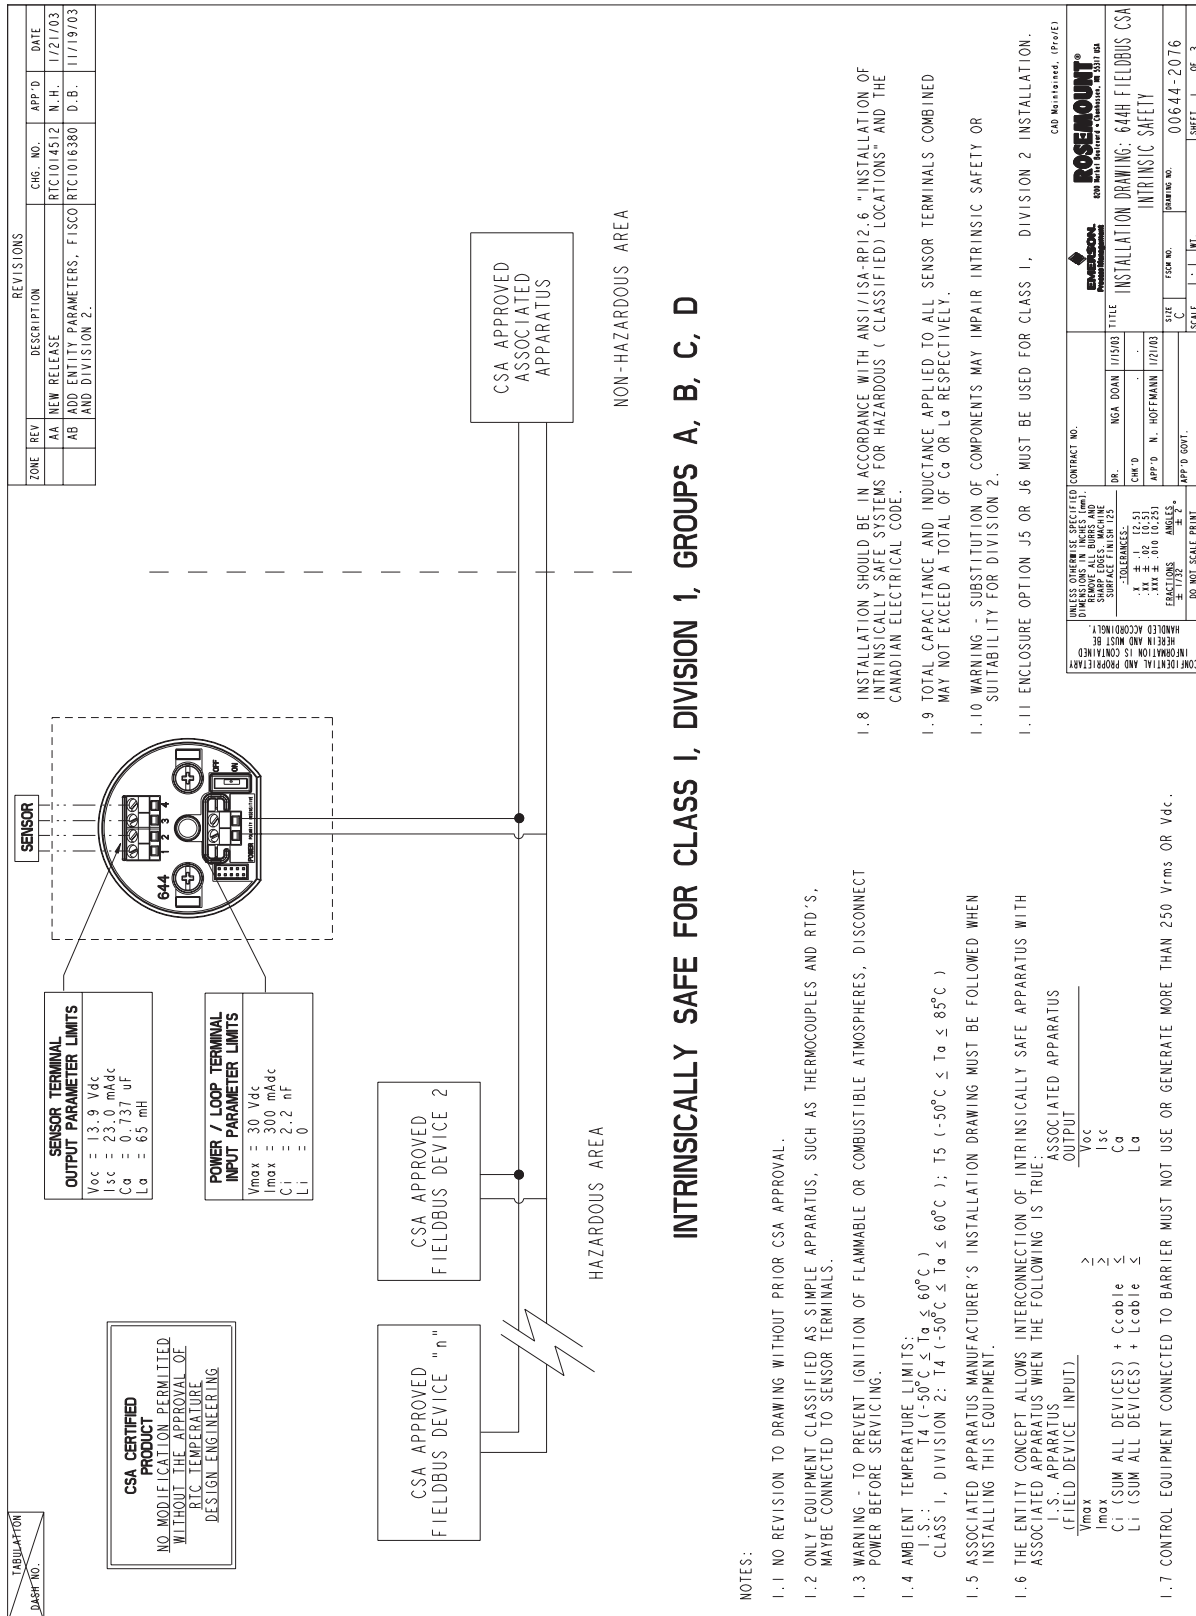 TABULATION
DASH NO.
REVISIONS
ZONE REV DESCRIPTION CHG. NO. APP'D DATE
AA NEW RELEASE RTC1014512 N.H. 1/21/03
AB ADD ENTITY PARAMETERS, FISCO RTC1016380 D.B. 11/19/03
AND DIVISION 2.
CSA CERTIFIED
PRODUCT
NO MODIFICATION PERMITTED
WITHOUT THE APPROVAL OF
RTC TEMPERATURE
DESIGN ENGINEERING
SENSOR TERMINAL
OUTPUT PARAMETER LIMITS
Voc = 13.9 Vdc
Isc = 23.0 mAdc
Ca = 0.737 uF
La = 65 mH
POWER / LOOP TERMINAL
INPUT PARAMETER LIMITS
Vmax = 30 Vdc
Imax = 300 mAdc
Ci = 2.2 nF
Li = 0
SENSOR
644
1 2 3 4
OFF
ON
POWER
POLARITY INSENSITIVE
CSA APPROVED
FIELDBUS DEVICE "n"
CSA APPROVED
FIELDBUS DEVICE 2
CSA APPROVED
ASSOCIATED
APPARATUS
HAZARDOUS AREA
NON-HAZARDOUS AREA
INTRINSICALLY SAFE FOR CLASS I, DIVISION 1, GROUPS A, B, C, D
NOTES:
1.1 NO REVISION TO DRAWING WITHOUT PRIOR CSA APPROVAL.
1.2 ONLY EQUIPMENT CLASSIFIED AS SIMPLE APPARATUS, SUCH AS THERMOCOUPLES AND RTD'S,
MAYBE CONNECTED TO SENSOR TERMINALS.
1.3 WARNING - TO PREVENT IGNITION OF FLAMMABLE OR COMBUSTIBLE ATMOSPHERES, DISCONNECT
POWER BEFORE SERVICING.
1.4 AMBIENT TEMPERATURE LIMITS:
I.S.: T4 (-50°C ≤ Ta ≤ 60°C )
CLASS I, DIVISION 2: T4 (-50°C ≤ Ta ≤ 60°C ); T5 (-50°C ≤ Ta ≤ 85°C )
1.5 ASSOCIATED APPARATUS MANUFACTURER'S INSTALLATION DRAWING MUST BE FOLLOWED WHEN
INSTALLING THIS EQUIPMENT.
1.6 THE ENTITY CONCEPT ALLOWS INTERCONNECTION OF INTRINSICALLY SAFE APPARATUS WITH
ASSOCIATED APPARATUS WHEN THE FOLLOWING IS TRUE:
I.S. APPARATUS ASSOCIATED APPARATUS
(FIELD DEVICE INPUT) OUTPUT
Vmax ≥ Voc
Imax ≥ Isc
Ci (SUM ALL DEVICES) + Ccable ≤ Ca
Li (SUM ALL DEVICES) + Lcable ≤ La
1.7 CONTROL EQUIPMENT CONNECTED TO BARRIER MUST NOT USE OR GENERATE MORE THAN 250 Vrms OR Vdc.
1.8 INSTALLATION SHOULD BE IN ACCORDANCE WITH ANSI/ISA-RP12.6 "INSTALLATION OF
INTRINSICALLY SAFE SYSTEMS FOR HAZARDOUS ( CLASSIFIED) LOCATIONS" AND THE
CANADIAN ELECTRICAL CODE.
1.9 TOTAL CAPACITANCE AND INDUCTANCE APPLIED TO ALL SENSOR TERMINALS COMBINED
MAY NOT EXCEED A TOTAL OF Ca OR La RESPECTIVELY.
1.10 WARNING - SUBSTITUTION OF COMPONENTS MAY IMPAIR INTRINSIC SAFETY OR
SUITABILITY FOR DIVISION 2.
1.11 ENCLOSURE OPTION J5 OR J6 MUST BE USED FOR CLASS I, DIVISION 2 INSTALLATION.
CAD Maintained, (Pro/E)
CONFIDENTIAL AND PROPRIETARY
INFORMATION IS CONTAINED
HEREIN AND MUST BE
HANDLED ACCORDINGLY.
UNLESS OTHERWISE SPECIFIED
DIMENSIONS IN INCHES [mm].
REMOVE ALL BURRS AND
SHARP EDGES. MACHINE
SURFACE FINISH 125
-TOLERANCES-
.X ± .1 [2,5]
.XX ± .02 [0,5]
.XXX ± .010 [0,25]
FRACTIONS ANGLES
± 1/32 ± 2°
DO NOT SCALE PRINT
CONTRACT NO.
DR. NGA DOAN 1/15/03
CHK'D
APP'D N. HOFFMANN 1/21/03
APP'D GOVT.
EMERSON.
Process Management
ROSEMOUNT®
8200 Market Boulevard • Chanhassen, MN 55317 USA
TITLE
INSTALLATION DRAWING: 644H FIELDBUS CSA
INTRINSIC SAFETY
SIZE FSCM NO. DRAWING NO.
C 00644-2076
SCALE 1:1 WT. SHEET 1 OF 3